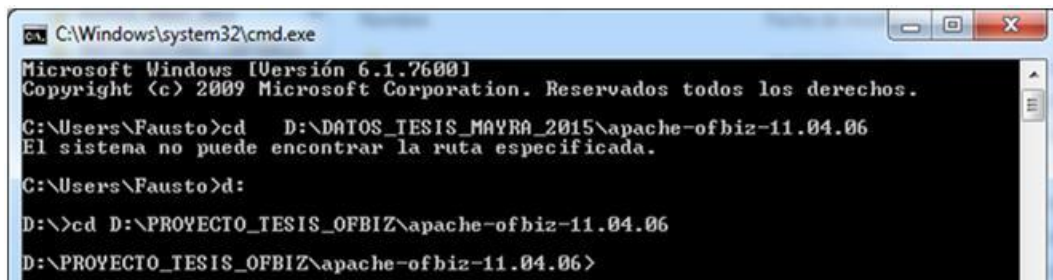 C:\Windows\system32\cmd.exe
Microsoft Windows [Versión 6.1.7600]
Copyright (c) 2009 Microsoft Corporation. Reservados todos los derechos.
C:\Users\Fausto>cd   D:\DATOS_TESIS_MAYRA_2015\apache-ofbiz-11.04.06
El sistema no puede encontrar la ruta especificada.
C:\Users\Fausto>d:
D:\>cd D:\PROYECTO_TESIS_OFBIZ\apache-ofbiz-11.04.06
D:\PROYECTO_TESIS_OFBIZ\apache-ofbiz-11.04.06>